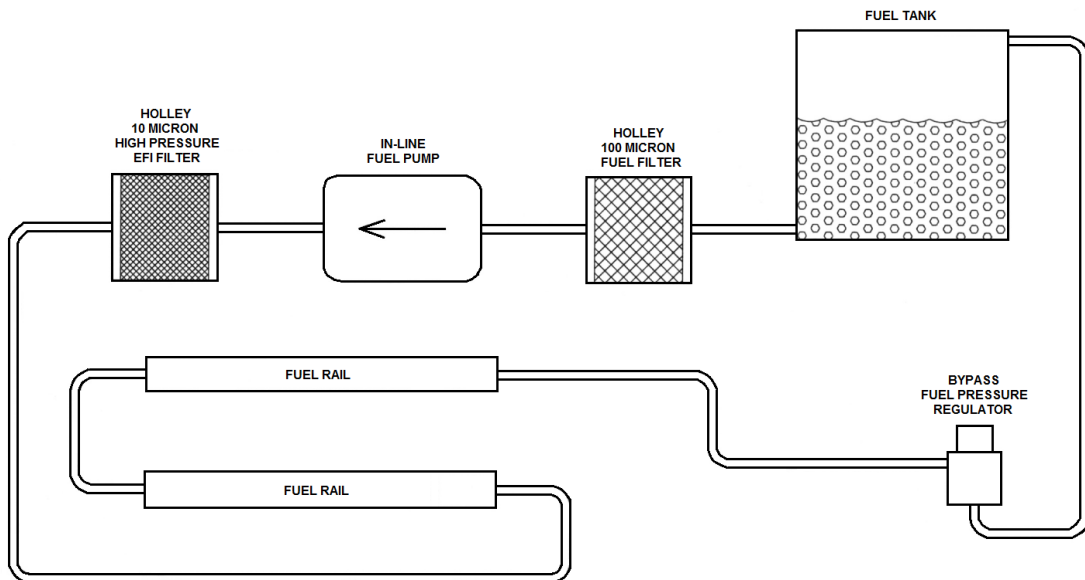 FUEL TANK
HOLLEY
10 MICRON
HIGH PRESSURE
EFI FILTER
IN-LINE
FUEL PUMP
HOLLEY
100 MICRON
FUEL FILTER
FUEL RAIL
BYPASS
FUEL PRESSURE
REGULATOR
FUEL RAIL